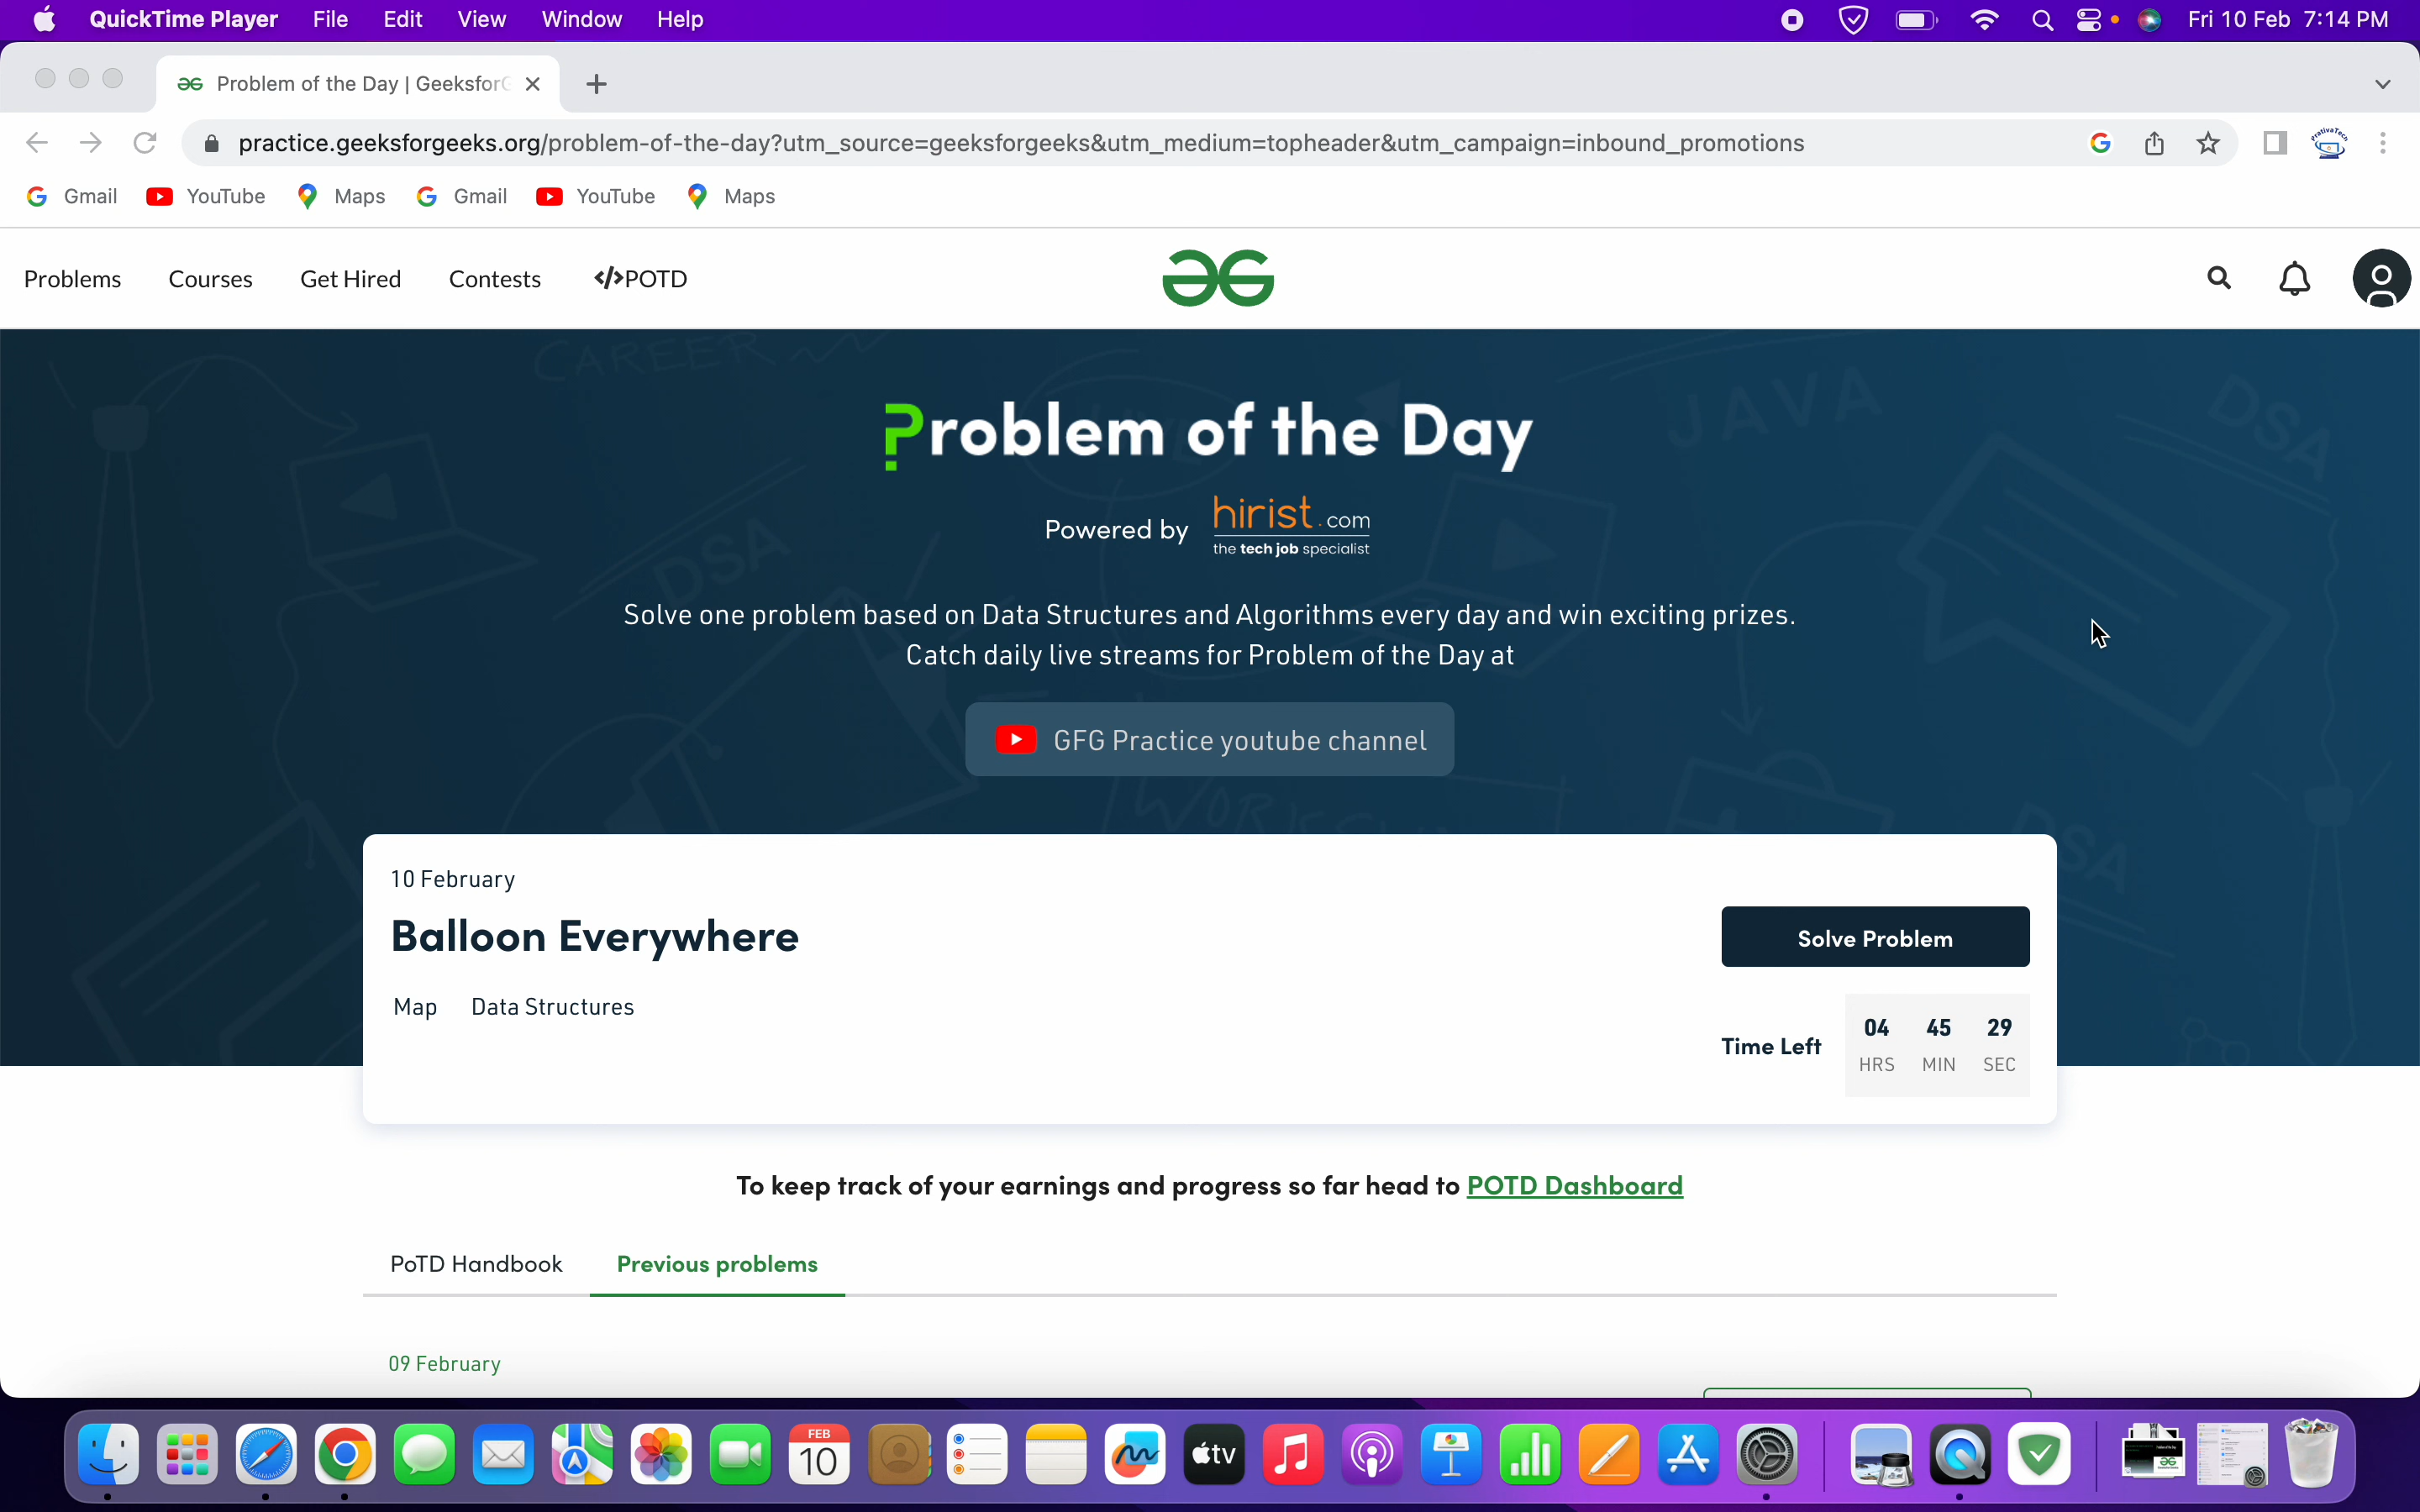 QuickTime Player File Edit View Window Help Fri 10 Feb 7:14 PM
Problem of the Day | GeeksforG
practice.geeksforgeeks.org/problem-of-the-day?utm_source=geeksforgeeks&utm_medium=topheader&utm_campaign=inbound_promotions
Gmail YouTube Maps Gmail YouTube Maps
Problems Courses Get Hired Contests </>POTD
CAREER
JAVA
DSA
Problem of the Day
Powered by hirist.com
the tech job specialist
DSA
Solve one problem based on Data Structures and Algorithms every day and win exciting prizes.
Catch daily live streams for Problem of the Day at
GFG Practice youtube channel
DSA
10 February
Balloon Everywhere
Solve Problem
Map Data Structures
Time Left 04 45 29
HRS MIN SEC
To keep track of your earnings and progress so far head to POTD Dashboard
PoTD Handbook Previous problems
09 February
FEB
10
tv